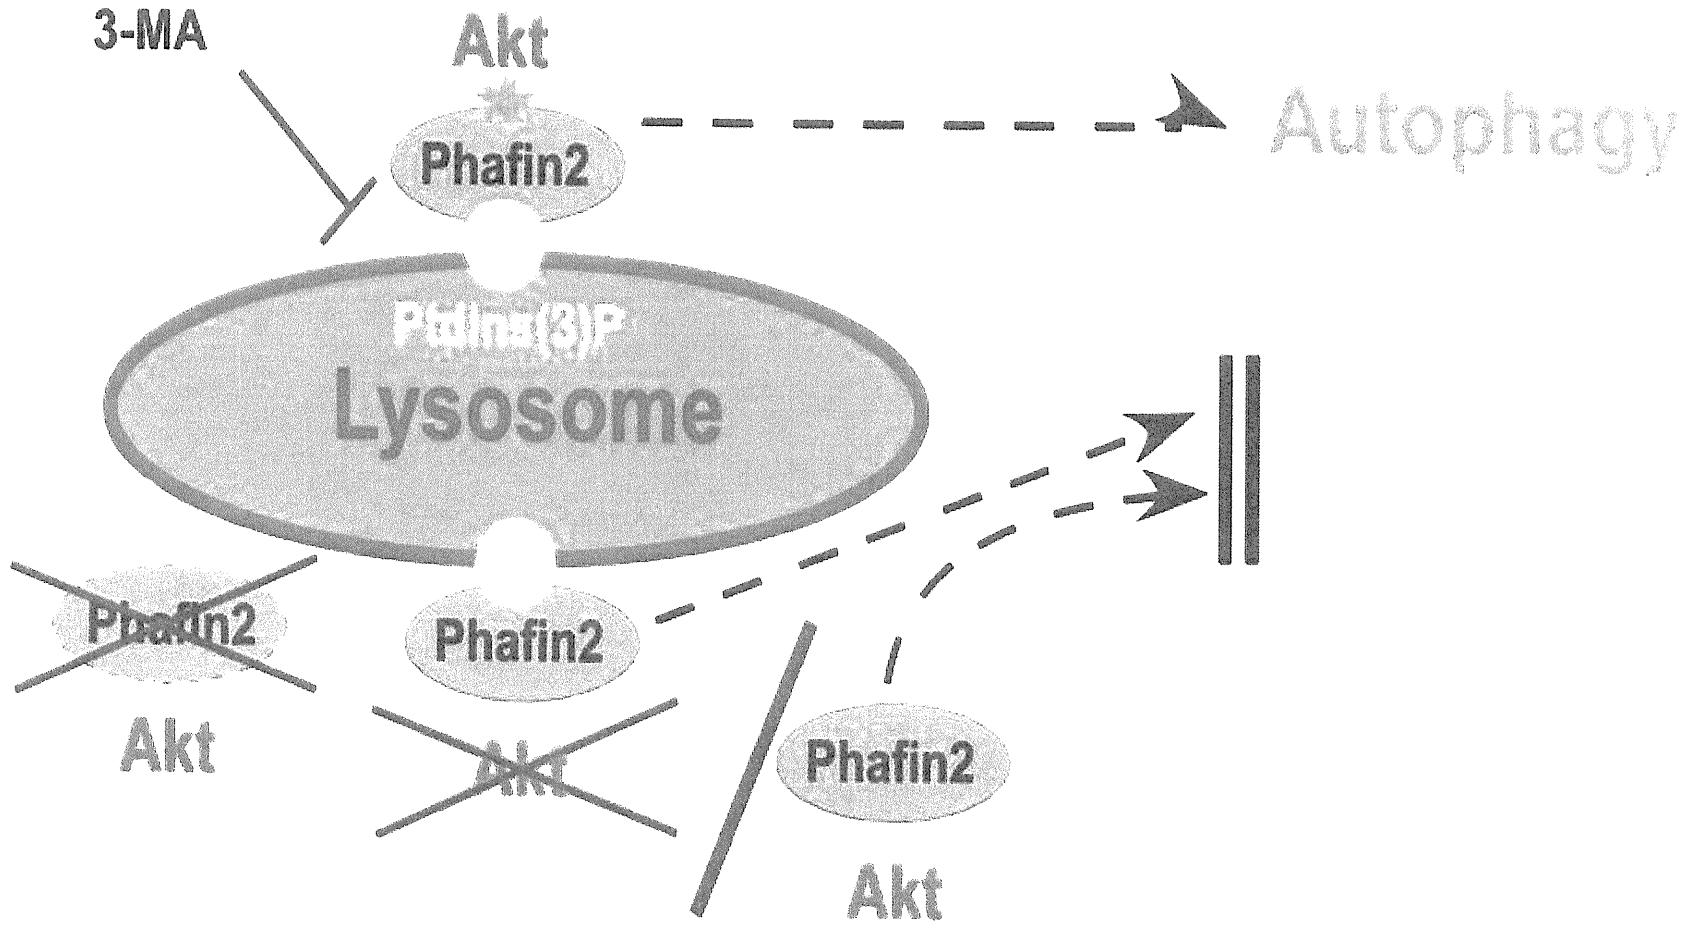 3-MA
Akt
Phafin2
Autophagy
PtdIns(3)P
Lysosome
Phafin2
Phafin2
Akt
Akt
Phafin2
Akt